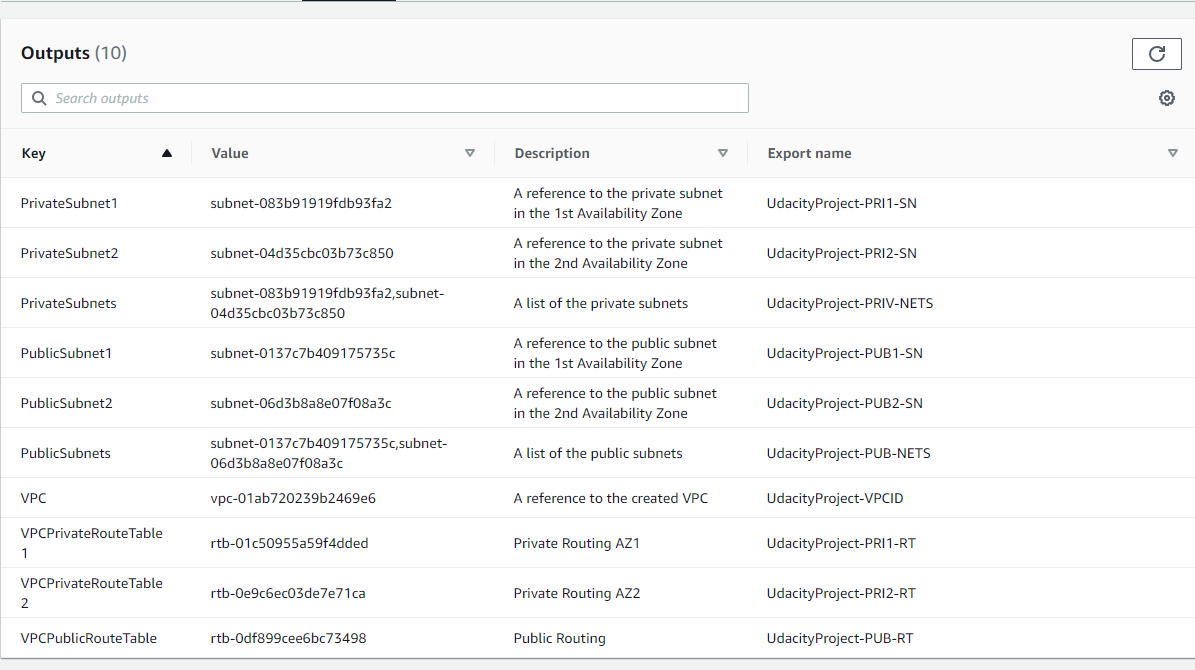 Outputs (10)
Search outputs
Key Value Description Export name
PrivateSubnet1 subnet-083b91919fdb93fa2 A reference to the private subnet in the 1st Availability Zone UdacityProject-PRI1-SN
PrivateSubnet2 subnet-04d35cbc03b73c850 A reference to the private subnet in the 2nd Availability Zone UdacityProject-PRI2-SN
PrivateSubnets subnet-083b91919fdb93fa2,subnet-04d35cbc03b73c850 A list of the private subnets UdacityProject-PRIV-NETS
PublicSubnet1 subnet-0137c7b409175735c A reference to the public subnet in the 1st Availability Zone UdacityProject-PUB1-SN
PublicSubnet2 subnet-06d3b8a8e07f08a3c A reference to the public subnet in the 2nd Availability Zone UdacityProject-PUB2-SN
PublicSubnets subnet-0137c7b409175735c,subnet-06d3b8a8e07f08a3c A list of the public subnets UdacityProject-PUB-NETS
VPC vpc-01ab720239b2469e6 A reference to the created VPC UdacityProject-VPCID
VPCPrivateRouteTable1 rtb-01c50955a59f4dded Private Routing AZ1 UdacityProject-PRI1-RT
VPCPrivateRouteTable2 rtb-0e9c6ec03de7e71ca Private Routing AZ2 UdacityProject-PRI2-RT
VPCPublicRouteTable rtb-0df899cee6bc73498 Public Routing UdacityProject-PUB-RT